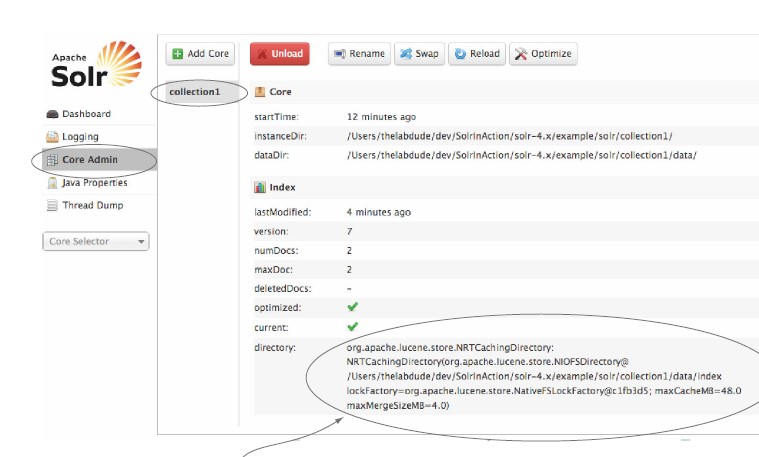 Apache
Solr
Dashboard
Logging
Core Admin
Java Properties
Thread Dump
Core Selector
Add Core
Unload
Rename
Swap
Reload
Optimize
collection1
Core
startTime: 12 minutes ago
instanceDir: /Users/thelabdude/dev/SolrInAction/solr-4.x/example/solr/collection1/
dataDir: /Users/thelabdude/dev/SolrInAction/solr-4.x/example/solr/collection1/data/
Index
lastModified: 4 minutes ago
version: 7
numDocs: 2
maxDoc: 2
deletedDocs: -
optimized:
current:
directory: org.apache.lucene.store.NRTCachingDirectory:
NRTCachingDirectory(org.apache.lucene.store.NIOFSDirectory@
/Users/thelabdude/dev/SolrInAction/solr-4.x/example/solr/collection1/data/index
lockFactory=org.apache.lucene.store.NativeFSLockFactory@c1fb3d5; maxCacheMB=48.0
maxMergeSizeMB=4.0)